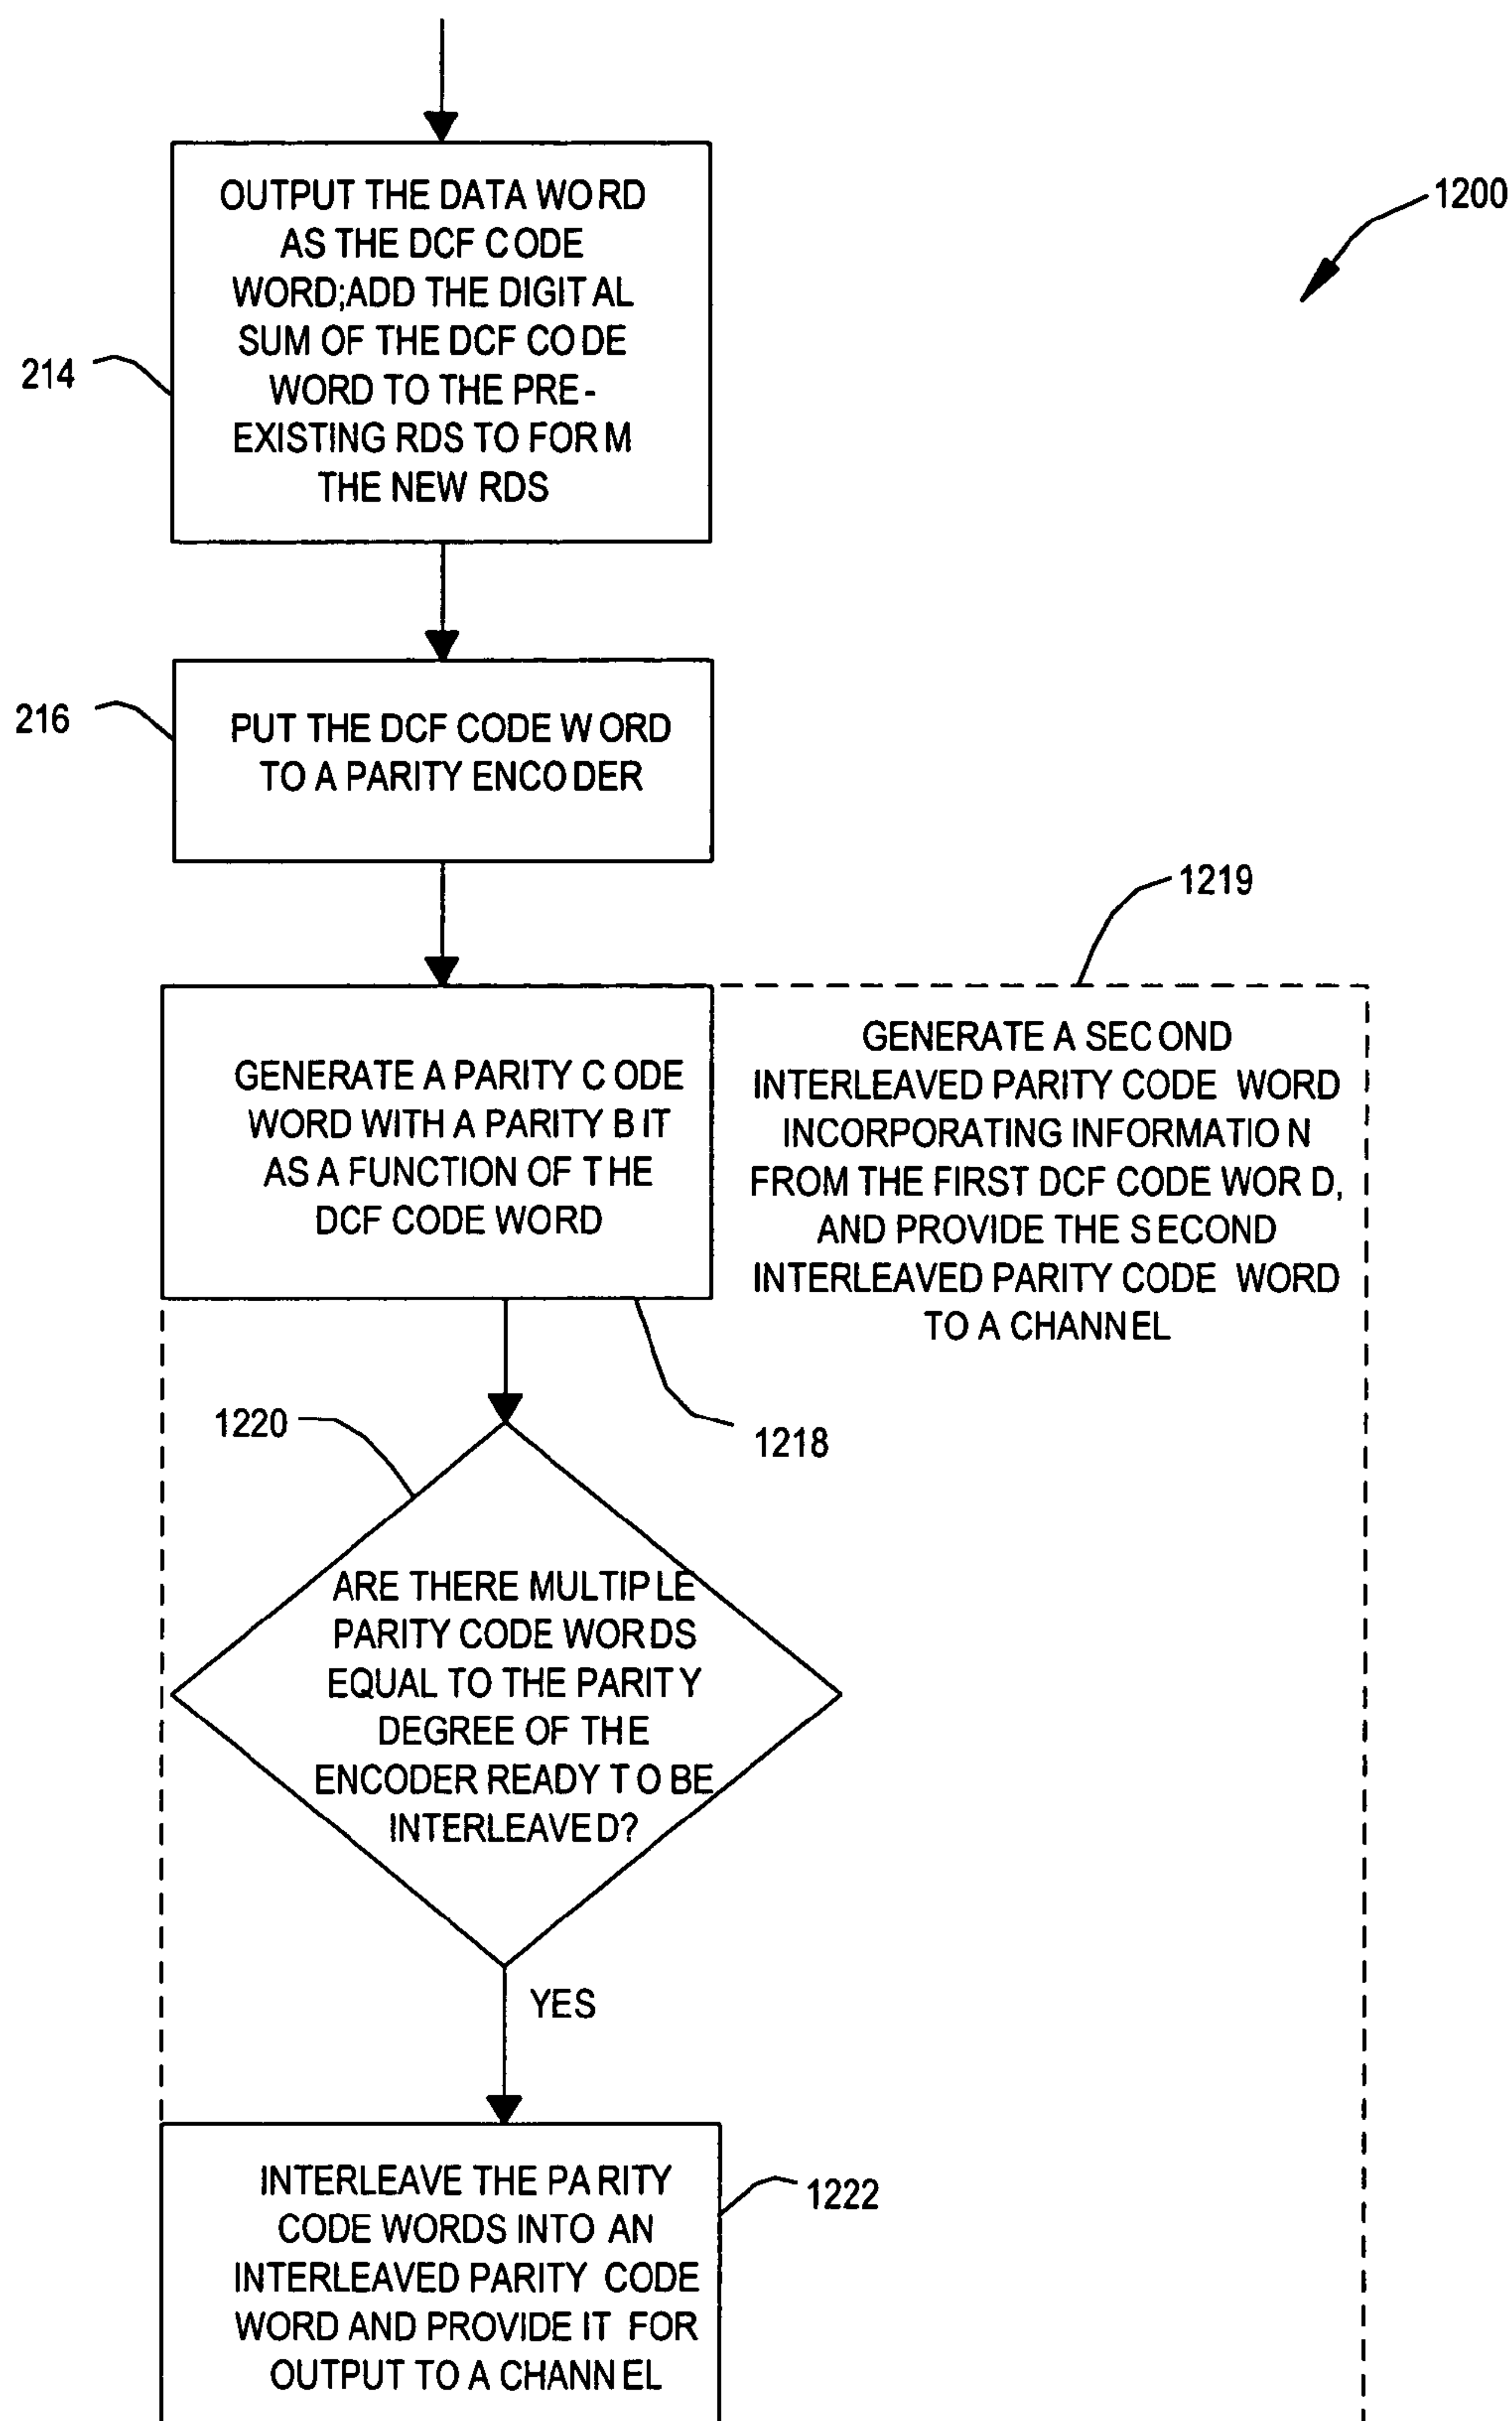 1200
OUTPUT THE DATA WORD
AS THE DCF CODE
WORD;ADD THE DIGITAL
SUM OF THE DCF CODE
WORD TO THE PRE-
EXISTING RDS TO FORM
THE NEW RDS
214
216
PUT THE DCF CODE WORD
TO A PARITY ENCODER
1219
GENERATE A PARITY CODE
WORD WITH A PARITY BIT
AS A FUNCTION OF THE
DCF CODE WORD
GENERATE A SECOND
INTERLEAVED PARITY CODE WORD
INCORPORATING INFORMATION
FROM THE FIRST DCF CODE WORD,
AND PROVIDE THE SECOND
INTERLEAVED PARITY CODE WORD
TO A CHANNEL
1220
1218
ARE THERE MULTIPLE
PARITY CODE WORDS
EQUAL TO THE PARITY
DEGREE OF THE
ENCODER READY TO BE
INTERLEAVED?
YES
INTERLEAVE THE PARITY
CODE WORDS INTO AN
INTERLEAVED PARITY CODE
WORD AND PROVIDE IT FOR
OUTPUT TO A CHANNEL
1222